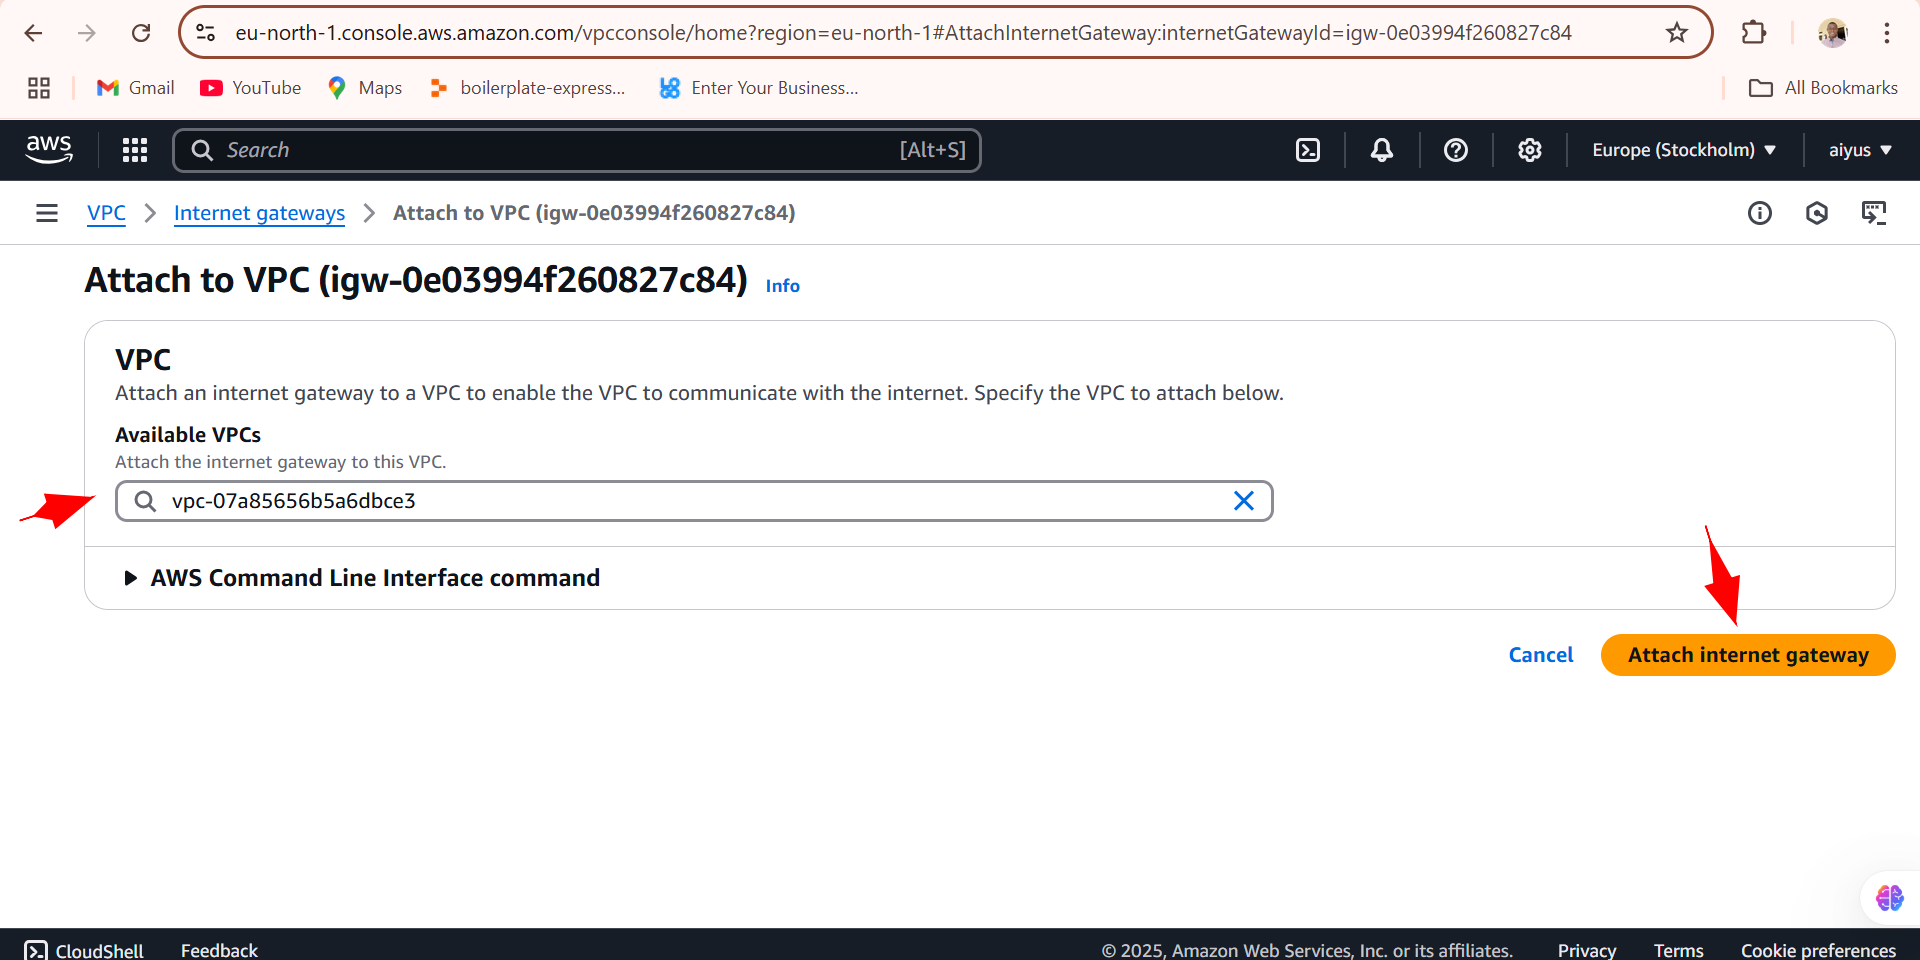 eu-north-1.console.aws.amazon.com/vpcconsole/home?region=eu-north-1#AttachInternetGateway:internetGatewayId=igw-0e03994f260827c84
Gmail YouTube Maps boilerplate-express... Enter Your Business... All Bookmarks
aws Search [Alt+S] Europe (Stockholm) aiyus
VPC Internet gateways Attach to VPC (igw-0e03994f260827c84)
Attach to VPC (igw-0e03994f260827c84) Info
VPC
Attach an internet gateway to a VPC to enable the VPC to communicate with the internet. Specify the VPC to attach below.
Available VPCs
Attach the internet gateway to this VPC.
vpc-07a85656b5a6dbce3
AWS Command Line Interface command
Cancel Attach internet gateway
CloudShell Feedback © 2025, Amazon Web Services, Inc. or its affiliates. Privacy Terms Cookie preferences